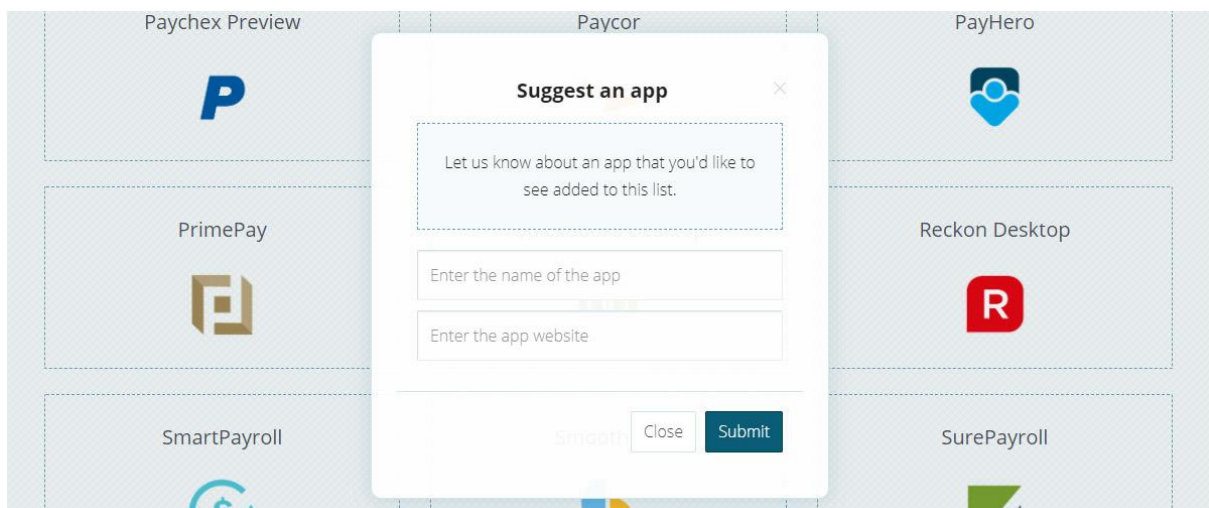 Paychex Preview
Paycor
PayHero
Suggest an app
Let us know about an app that you'd like to
see added to this list.
PrimePay
Reckon Desktop
R
Enter the name of the app
Enter the app website
SmartPayroll
Smooth
Close
Submit
SurePayroll